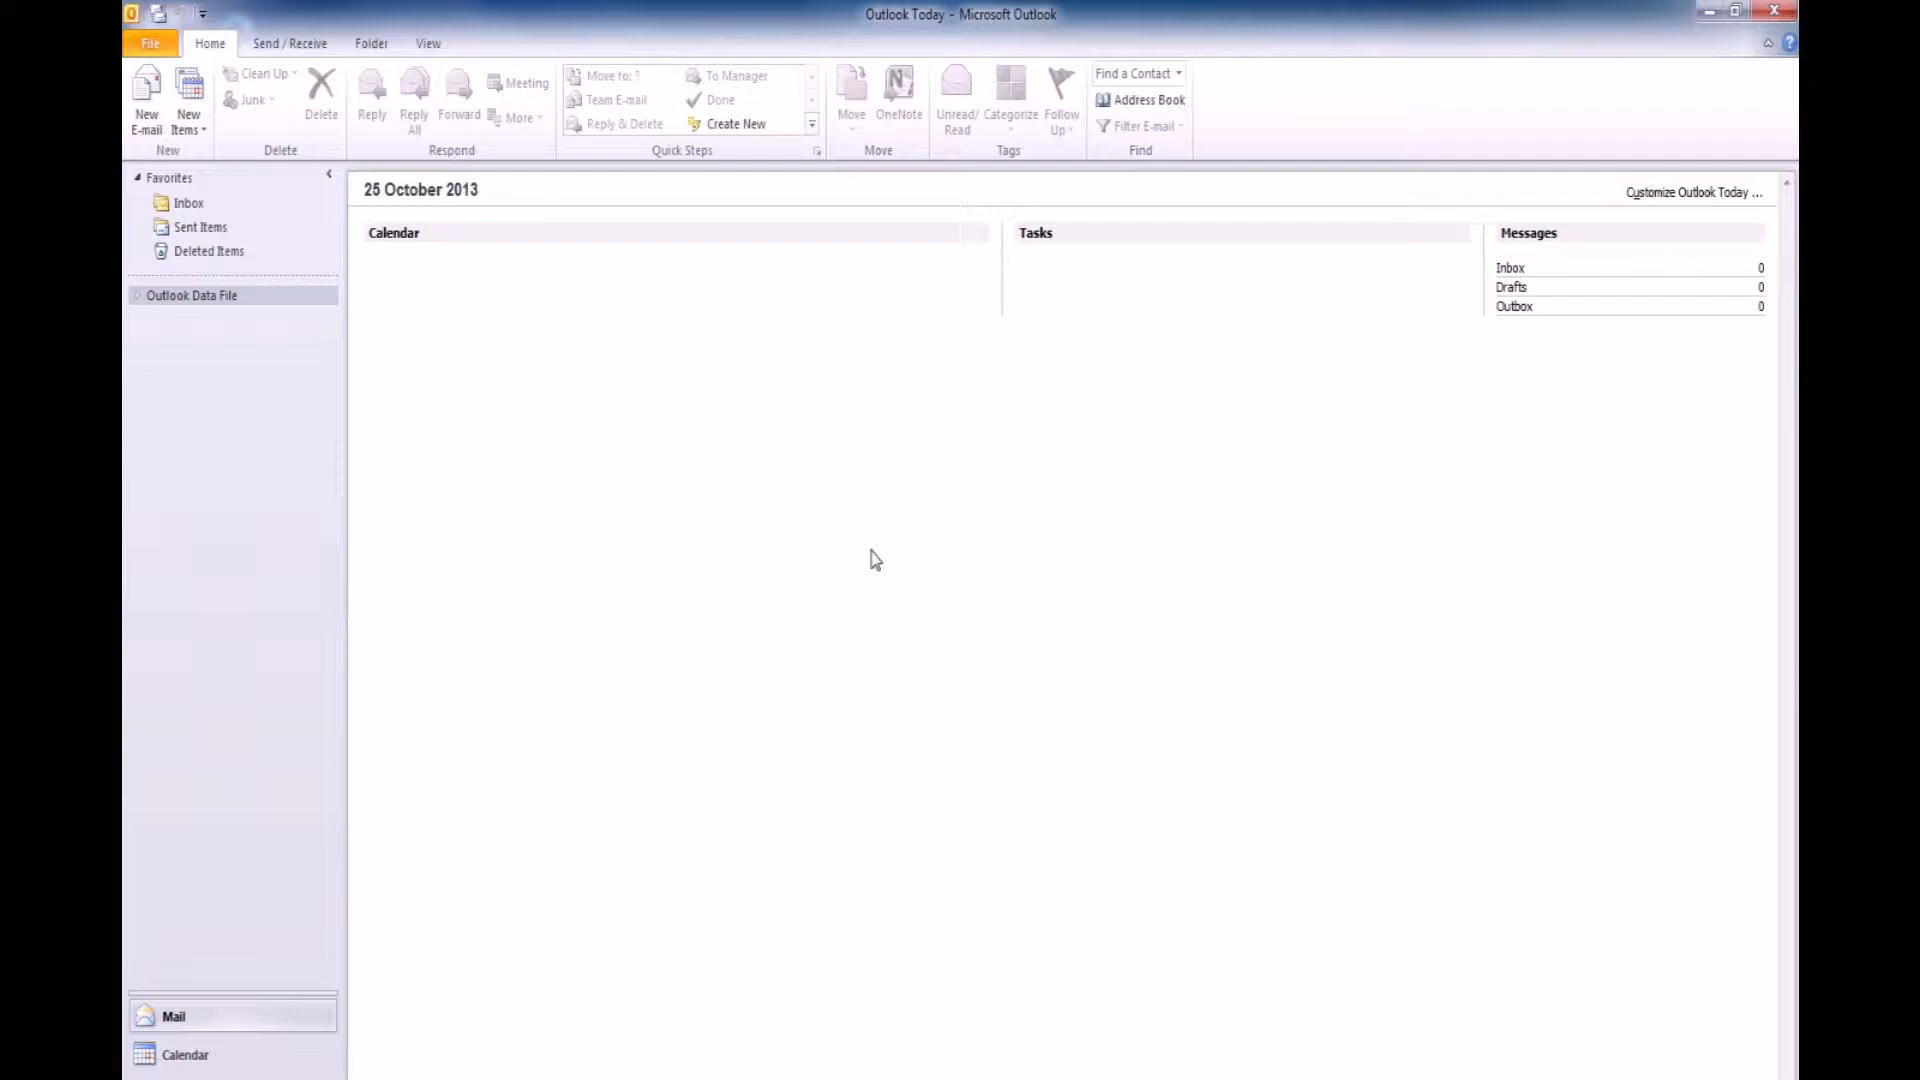 Outlook Today - Microsoft Outlook
File Home Send / Receive Folder View
New E-mail
New Items
New
Clean Up
Junk
Delete
Delete
Reply
Reply All
Forward
Meeting
More
Respond
Move to: ?
To Manager
Team E-mail
Done
Reply & Delete
Create New
Quick Steps
Move
OneNote
Move
Unread/ Read
Categorize
Follow Up
Tags
Find a Contact
Address Book
Filter E-mail
Find
Favorites
Inbox
Sent Items
Deleted Items
Outlook Data File
25 October 2013
Customize Outlook Today ...
Calendar
Tasks
Messages
Inbox 0
Drafts 0
Outbox 0
Mail
Calendar